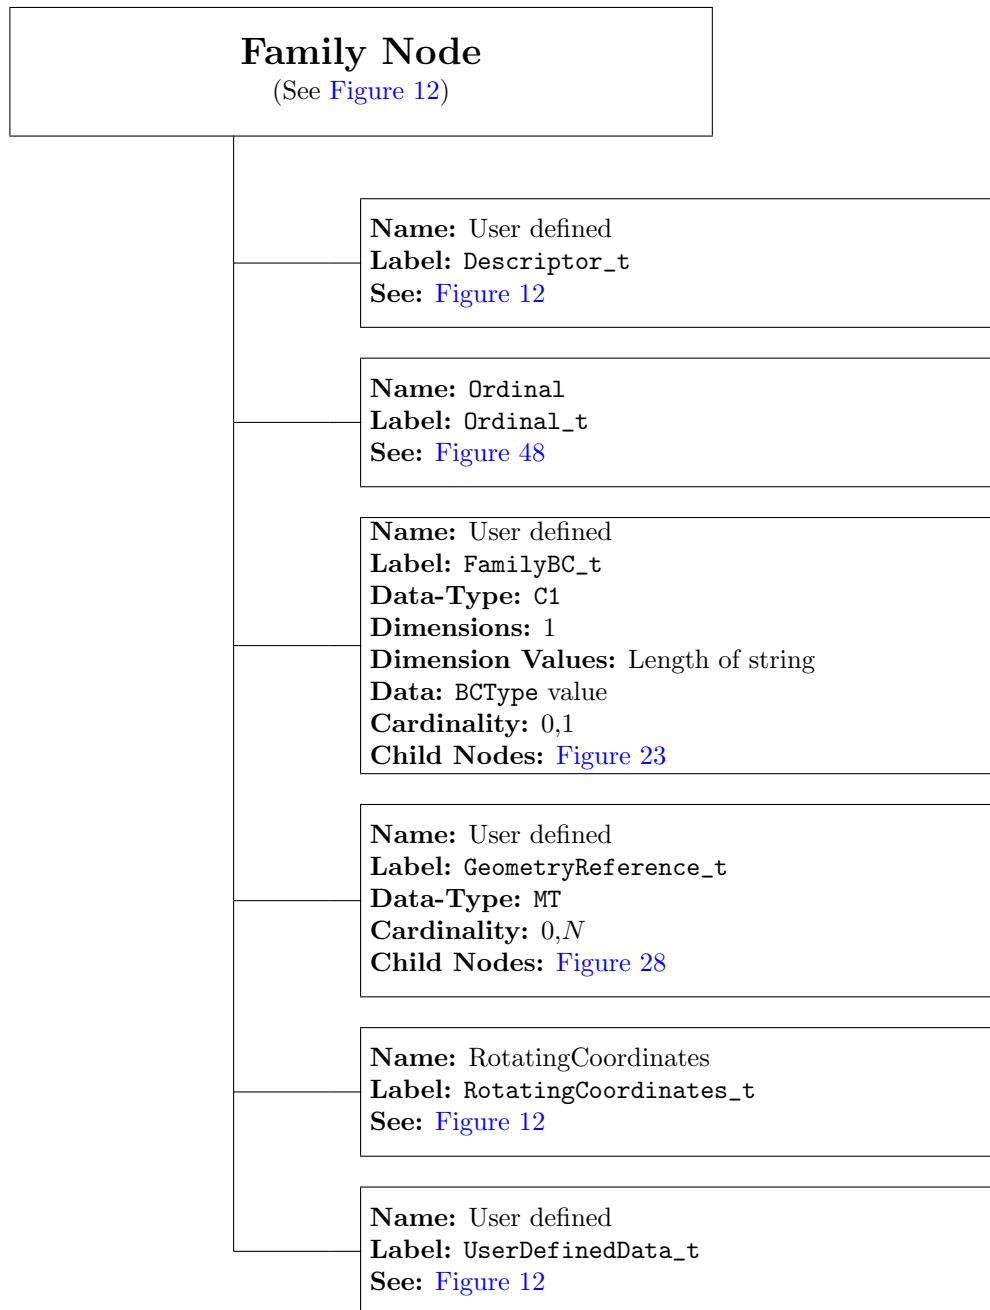 Family Node
(See Figure 12)
Name: User defined
Label: Descriptor_t
See: Figure 12
Name: Ordinal
Label: Ordinal_t
See: Figure 48
Name: User defined
Label: FamilyBC_t
Data-Type: C1
Dimensions: 1
Dimension Values: Length of string
Data: BCType value
Cardinality: 0,1
Child Nodes: Figure 23
Name: User defined
Label: GeometryReference_t
Data-Type: MT
Cardinality: 0,N
Child Nodes: Figure 28
Name: RotatingCoordinates
Label: RotatingCoordinates_t
See: Figure 12
Name: User defined
Label: UserDefinedData_t
See: Figure 12